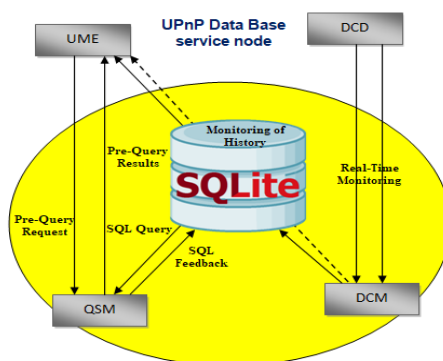 UPnP Data Base
service node
UME
DCD
Monitoring of
History
Pre-Query
Results
SQLite
Real-Time
Monitoring
Pre-Query
Request
SQL Query
SQL
Feedback
QSM
DCM